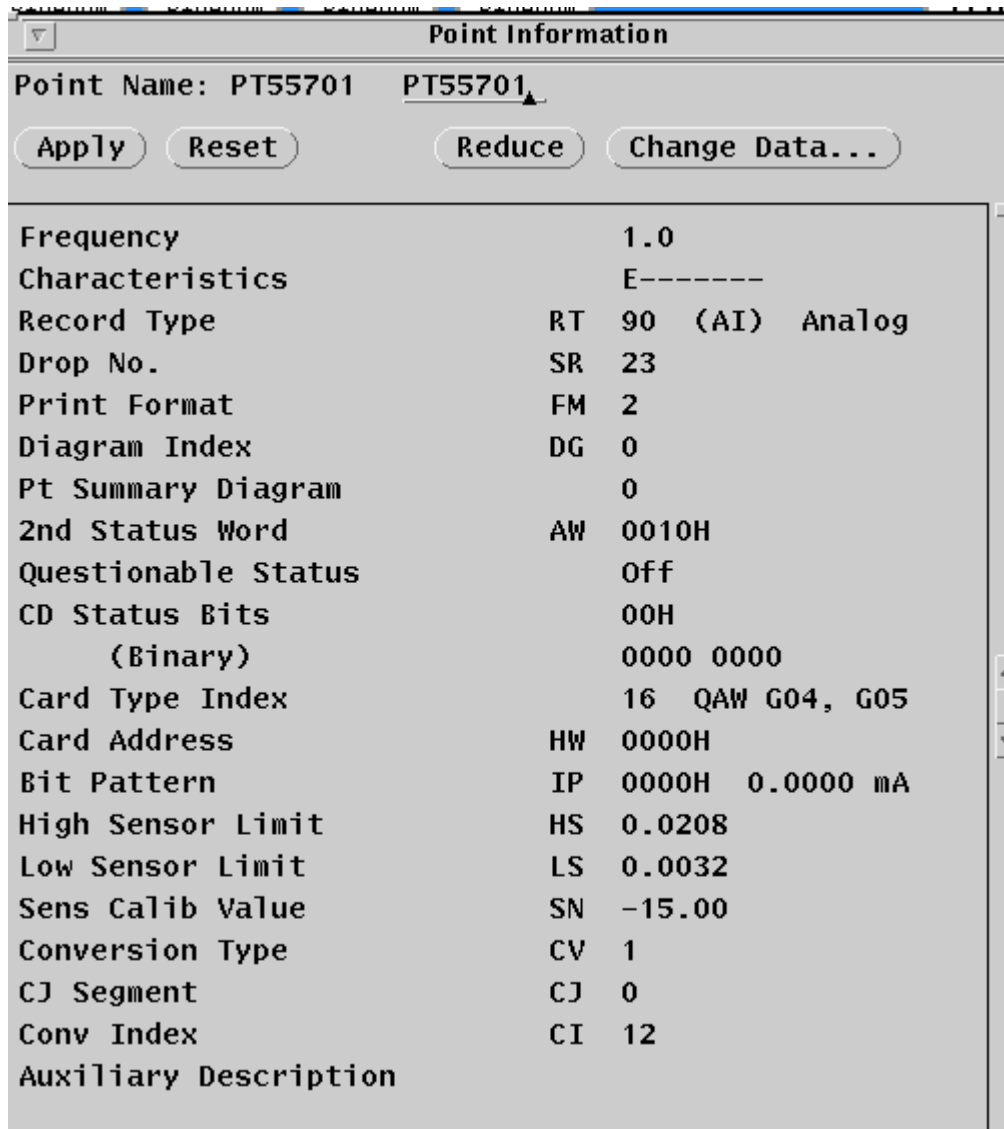 Point Information
Point Name: PT55701 PT55701
Apply Reset Reduce Change Data...
Frequency 1.0
Characteristics E-------
Record Type RT 90 (AI) Analog
Drop No. SR 23
Print Format FM 2
Diagram Index DG 0
Pt Summary Diagram 0
2nd Status Word AW 0010H
Questionable Status Off
CD Status Bits 00H
(Binary) 0000 0000
Card Type Index 16 QAW G04, G05
Card Address HW 0000H
Bit Pattern IP 0000H 0.0000 mA
High Sensor Limit HS 0.0208
Low Sensor Limit LS 0.0032
Sens Calib Value SN -15.00
Conversion Type CV 1
CJ Segment CJ 0
Conv Index CI 12
Auxiliary Description